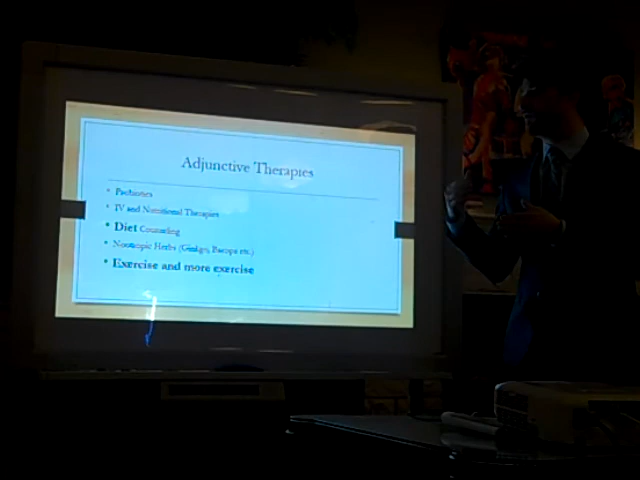 Adjunctive Therapies
Probiotics
IV and Nutritional Therapies
Diet Counseling
Nootropic Herbs (Ginkgo, Bacopa etc.)
Exercise and more exercise